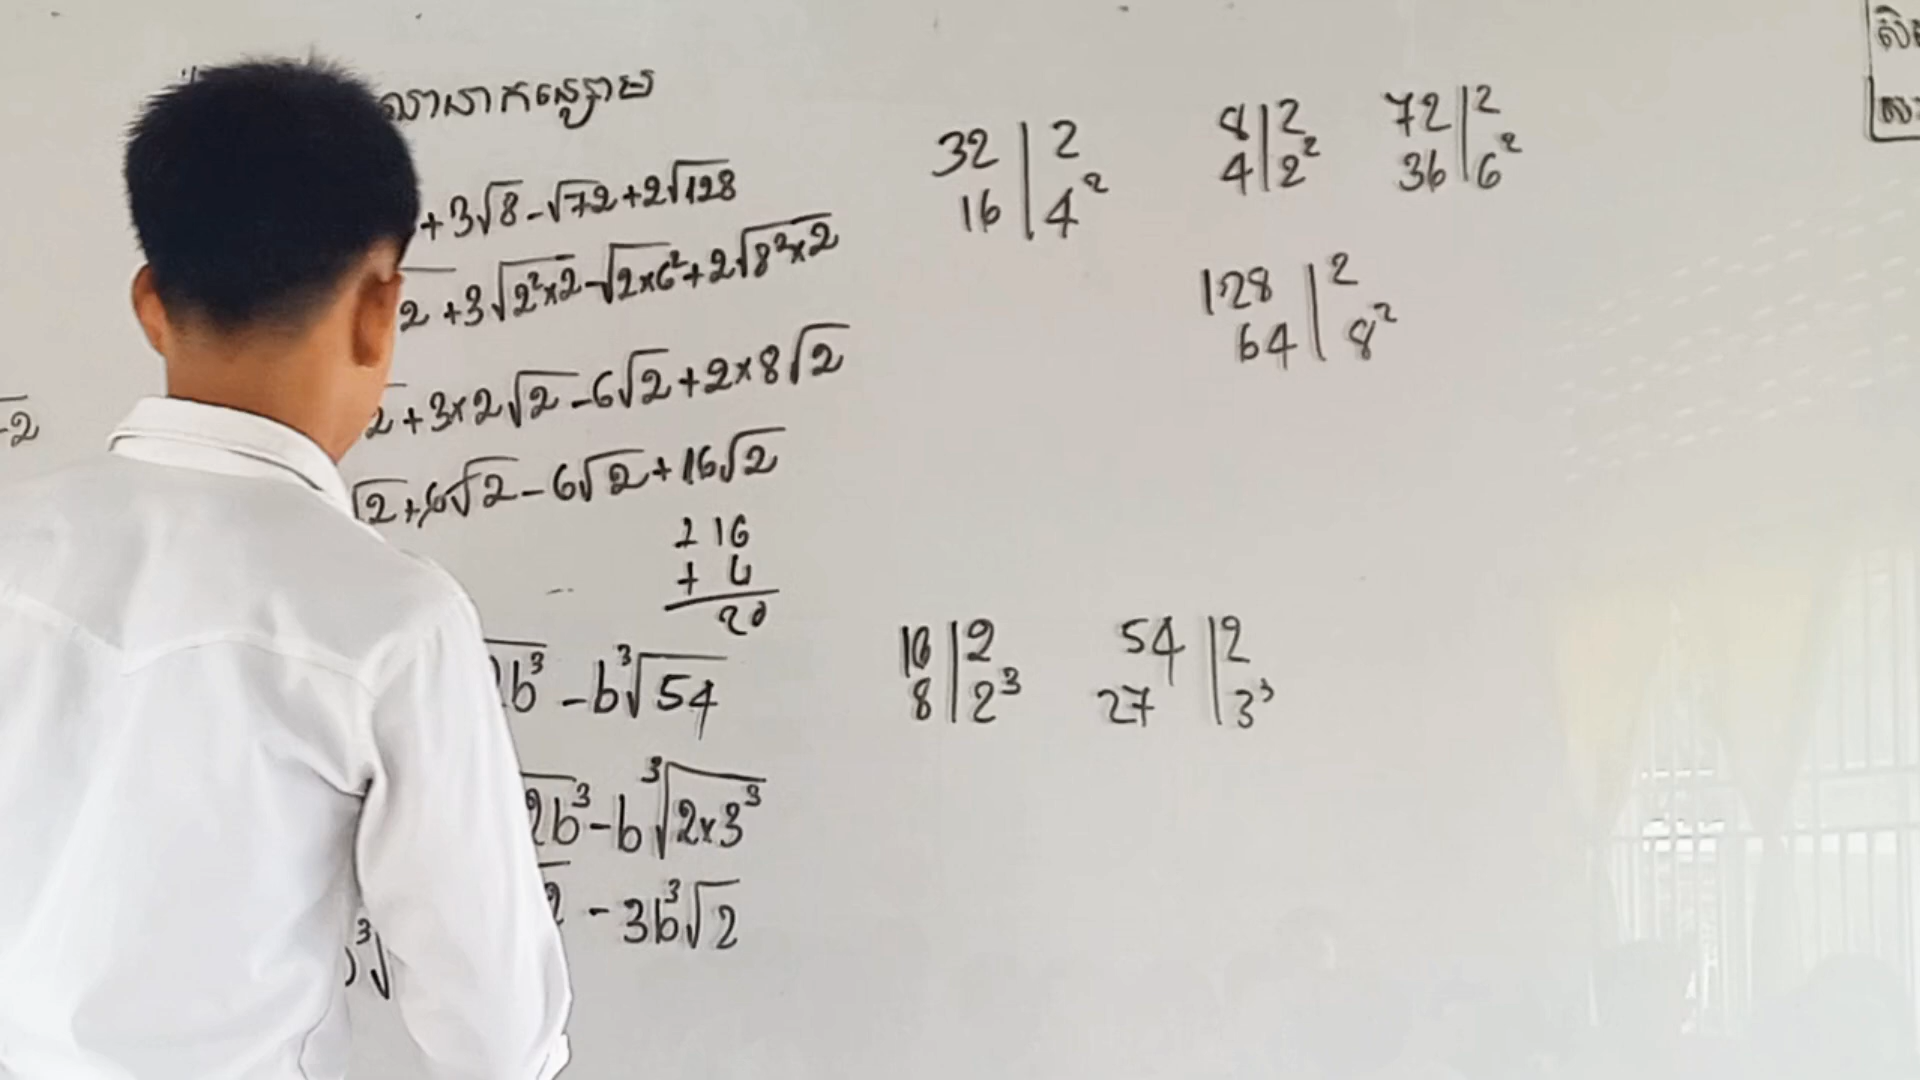 +3√8-√72+2√128
2+3√2²×2-√2×6²+2√8²×2
2+3×2√2-6√2+2×8√2
√2+6√2-6√2+16√2
1 16
+ 4
20
b³-b³√54
2b³-b³√2×3³
-3b³√2
)³√
32 | 2
16 | 4²
8 | 2
4 | 2²
72 | 2
36 | 6²
128 | 2
64 | 8²
16 | 2
8 | 2³
54 | 2
27 | 3³